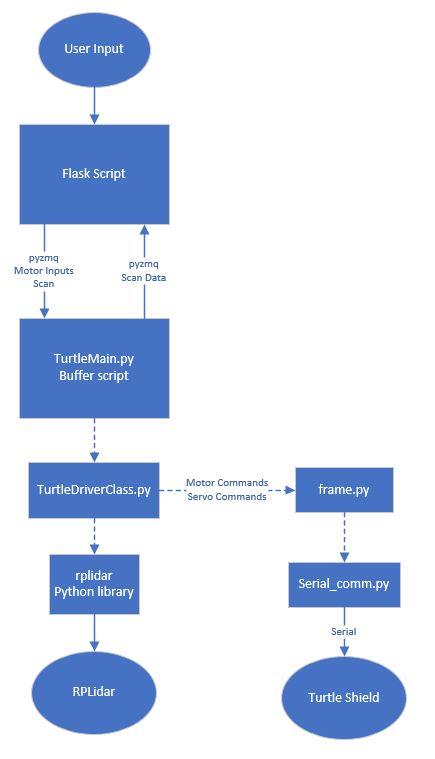 User Input
Flask Script
pyzmq
Motor Inputs
Scan
pyzmq
Scan Data
TurtleMain.py
Buffer script
TurtleDriverClass.py
Motor Commands
Servo Commands
frame.py
rplidar
Python library
Serial_comm.py
Serial
RPLidar
Turtle Shield